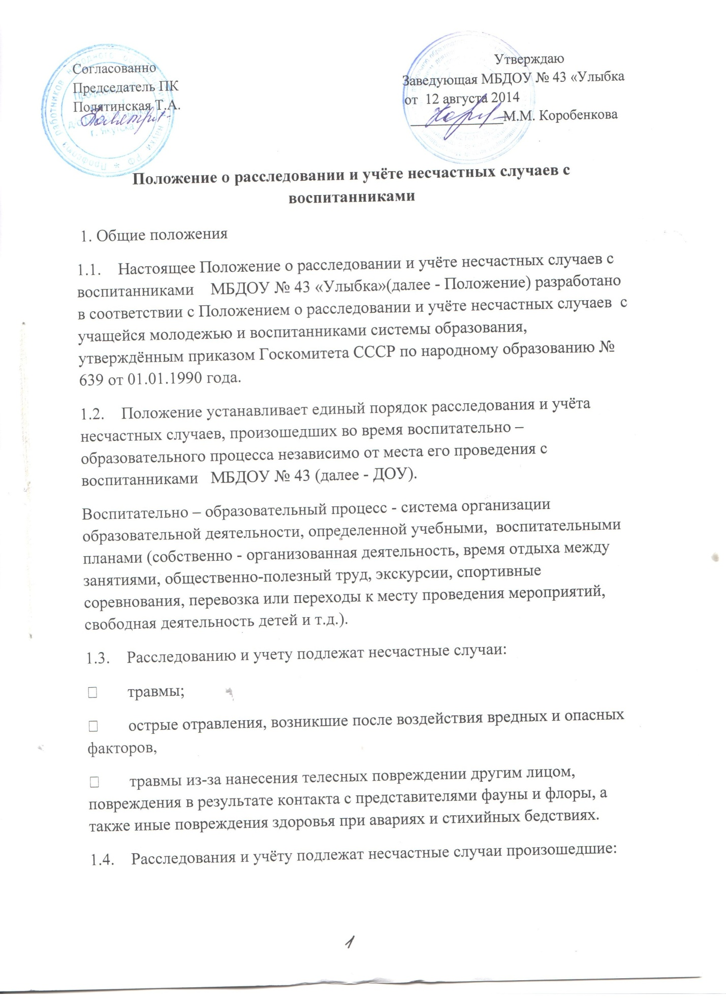 Согласованно
Председатель ПК
Полятинская Т.А.
Утверждаю
Заведующая МБДОУ № 43 «Улыбка
от 12 августа 2014
_____________М.М. Коробенкова
Профсоюз работников народного образования и науки РФ *
г. Якутска
Положение о расследовании и учёте несчастных случаев с
воспитанниками
1. Общие положения
1.1. Настоящее Положение о расследовании и учёте несчастных случаев с
воспитанниками МБДОУ № 43 «Улыбка»(далее - Положение) разработано
в соответствии с Положением о расследовании и учёте несчастных случаев с
учащейся молодежью и воспитанниками системы образования,
утверждённым приказом Госкомитета СССР по народному образованию №
639 от 01.01.1990 года.
1.2. Положение устанавливает единый порядок расследования и учёта
несчастных случаев, произошедших во время воспитательно –
образовательного процесса независимо от места его проведения с
воспитанниками МБДОУ № 43 (далее - ДОУ).
Воспитательно – образовательный процесс - система организации
образовательной деятельности, определенной учебными, воспитательными
планами (собственно - организованная деятельность, время отдыха между
занятиями, общественно-полезный труд, экскурсии, спортивные
соревнования, перевозка или переходы к месту проведения мероприятий,
свободная деятельность детей и т.д.).
1.3. Расследованию и учету подлежат несчастные случаи:
травмы;
острые отравления, возникшие после воздействия вредных и опасных
факторов,
травмы из-за нанесения телесных повреждении другим лицом,
повреждения в результате контакта с представителями фауны и флоры, а
также иные повреждения здоровья при авариях и стихийных бедствиях.
1.4. Расследования и учёту подлежат несчастные случаи произошедшие:
1